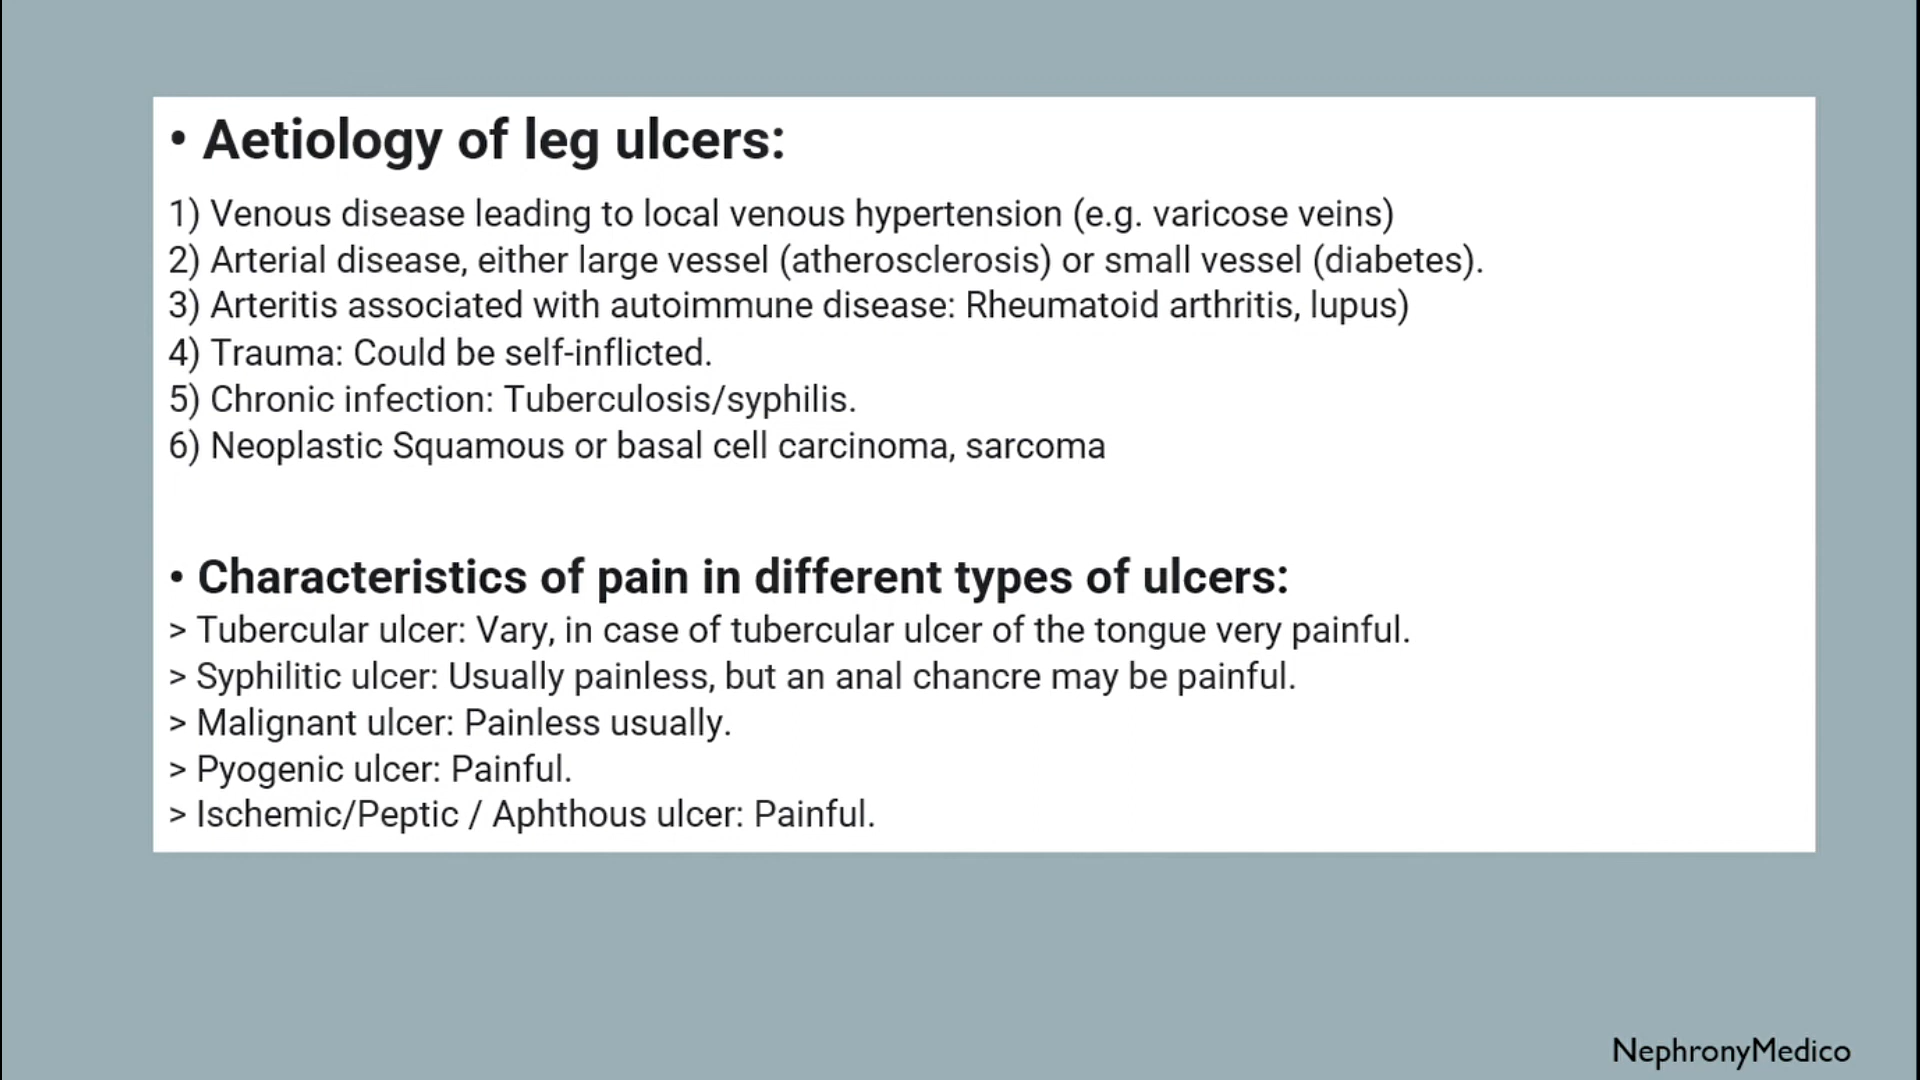 • Aetiology of leg ulcers:
1) Venous disease leading to local venous hypertension (e.g. varicose veins)
2) Arterial disease, either large vessel (atherosclerosis) or small vessel (diabetes).
3) Arteritis associated with autoimmune disease: Rheumatoid arthritis, lupus)
4) Trauma: Could be self-inflicted.
5) Chronic infection: Tuberculosis/syphilis.
6) Neoplastic Squamous or basal cell carcinoma, sarcoma
• Characteristics of pain in different types of ulcers:
> Tubercular ulcer: Vary, in case of tubercular ulcer of the tongue very painful.
> Syphilitic ulcer: Usually painless, but an anal chancre may be painful.
> Malignant ulcer: Painless usually.
> Pyogenic ulcer: Painful.
> Ischemic/Peptic / Aphthous ulcer: Painful.
NephronyMedico